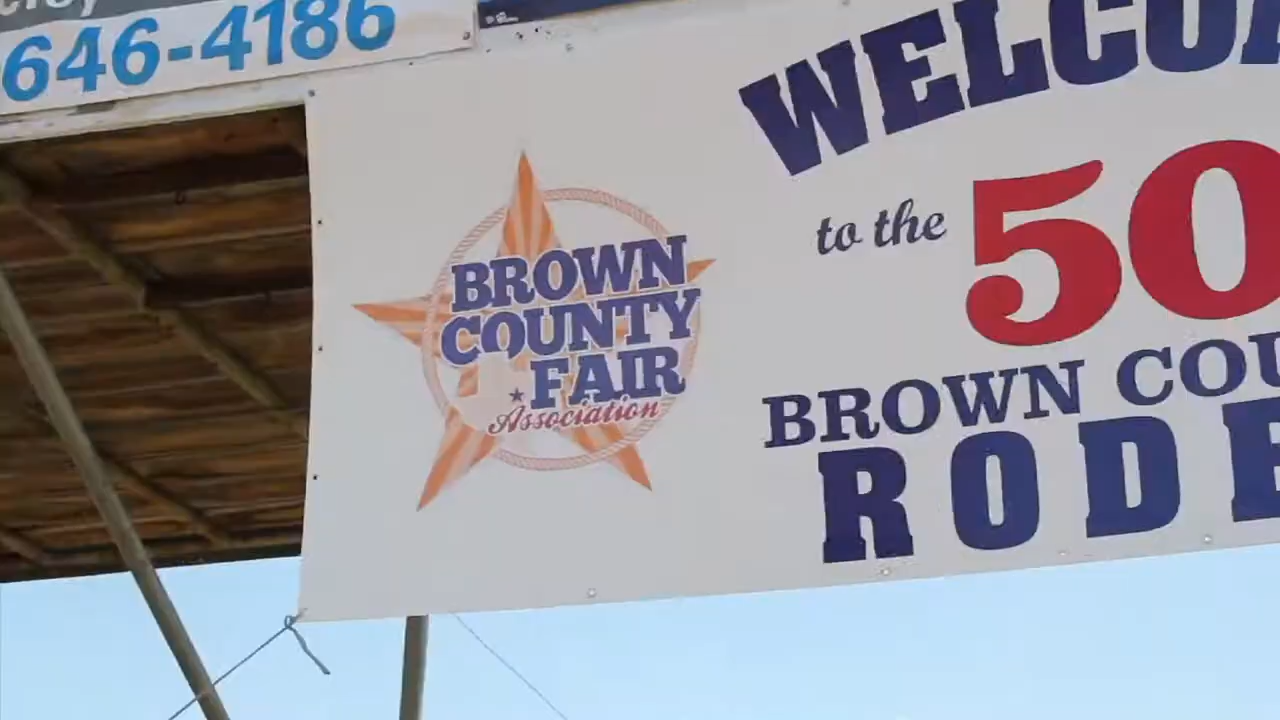 646-4186
WELCO
to the
50
BROWN COU
RODE
BROWN
COUNTY
FAIR
Association